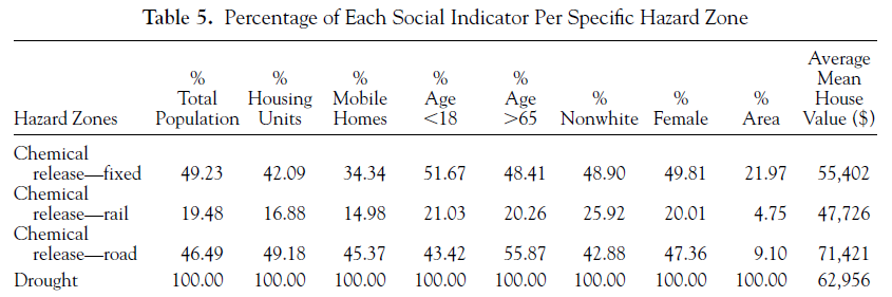 Table 5. Percentage of Each Social Indicator Per Specific Hazard Zone
Average
% % % % % Mean
Total Housing Mobile Age Age % % % House
Hazard Zones Population Units Homes <18 >65 Nonwhite Female Area Value ($)
Chemical
release—fixed 49.23 42.09 34.34 51.67 48.41 48.90 49.81 21.97 55,402
Chemical
release—rail 19.48 16.88 14.98 21.03 20.26 25.92 20.01 4.75 47,726
Chemical
release—road 46.49 49.18 45.37 43.42 55.87 42.88 47.36 9.10 71,421
Drought 100.00 100.00 100.00 100.00 100.00 100.00 100.00 100.00 62,956